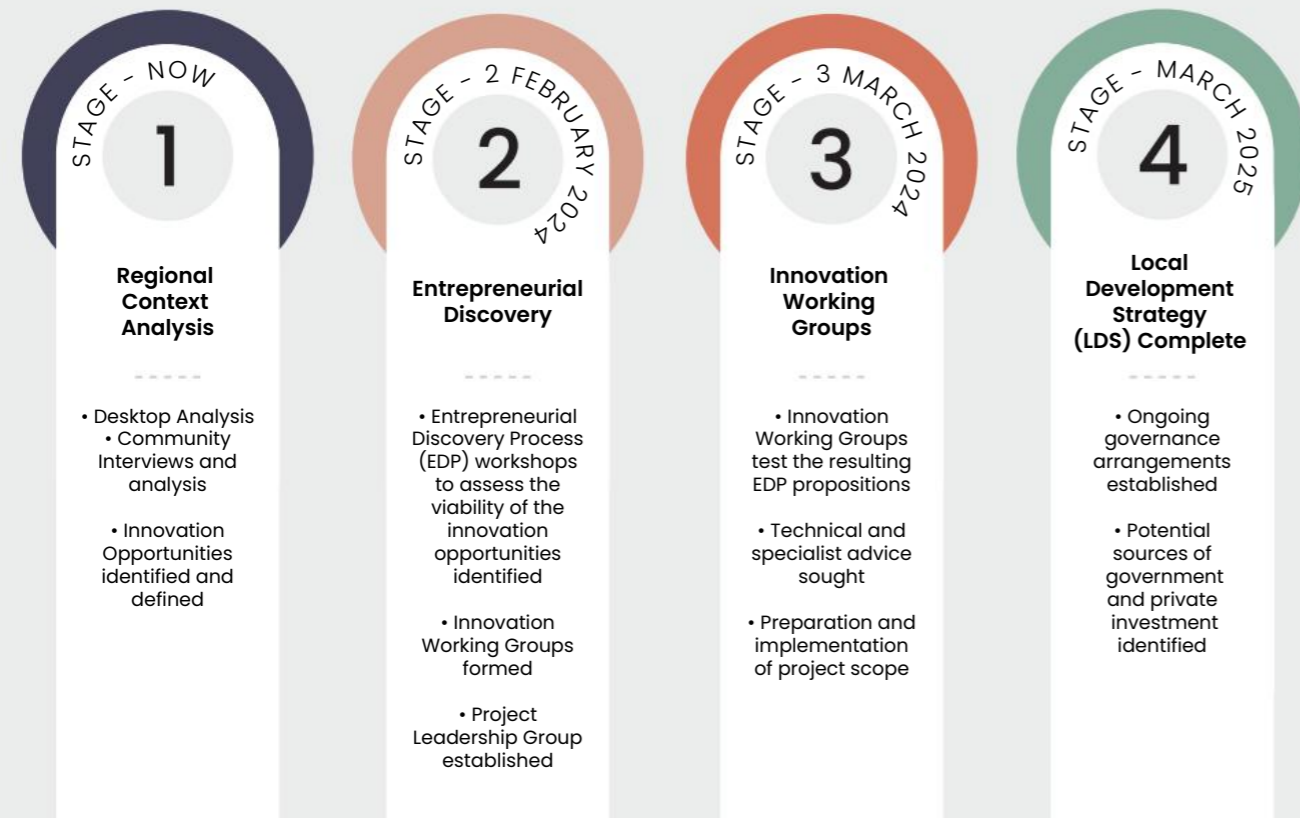 STAGE - NOW
1
Regional
Context
Analysis
• Desktop Analysis
• Community
Interviews and
analysis
• Innovation
Opportunities
identified and
defined
STAGE - 2 FEBRUARY 2024
2
Entrepreneurial
Discovery
• Entrepreneurial
Discovery Process
(EDP) workshops
to assess the
viability of the
innovation
opportunities
identified
• Innovation
Working Groups
formed
• Project
Leadership Group
established
STAGE - 3 MARCH 2024
3
Innovation
Working
Groups
• Innovation
Working Groups
test the resulting
EDP propositions
• Technical and
specialist advice
sought
• Preparation and
implementation
of project scope
STAGE - MARCH 2025
4
Local
Development
Strategy
(LDS) Complete
• Ongoing
governance
arrangements
established
• Potential
sources of
government
and private
investment
identified